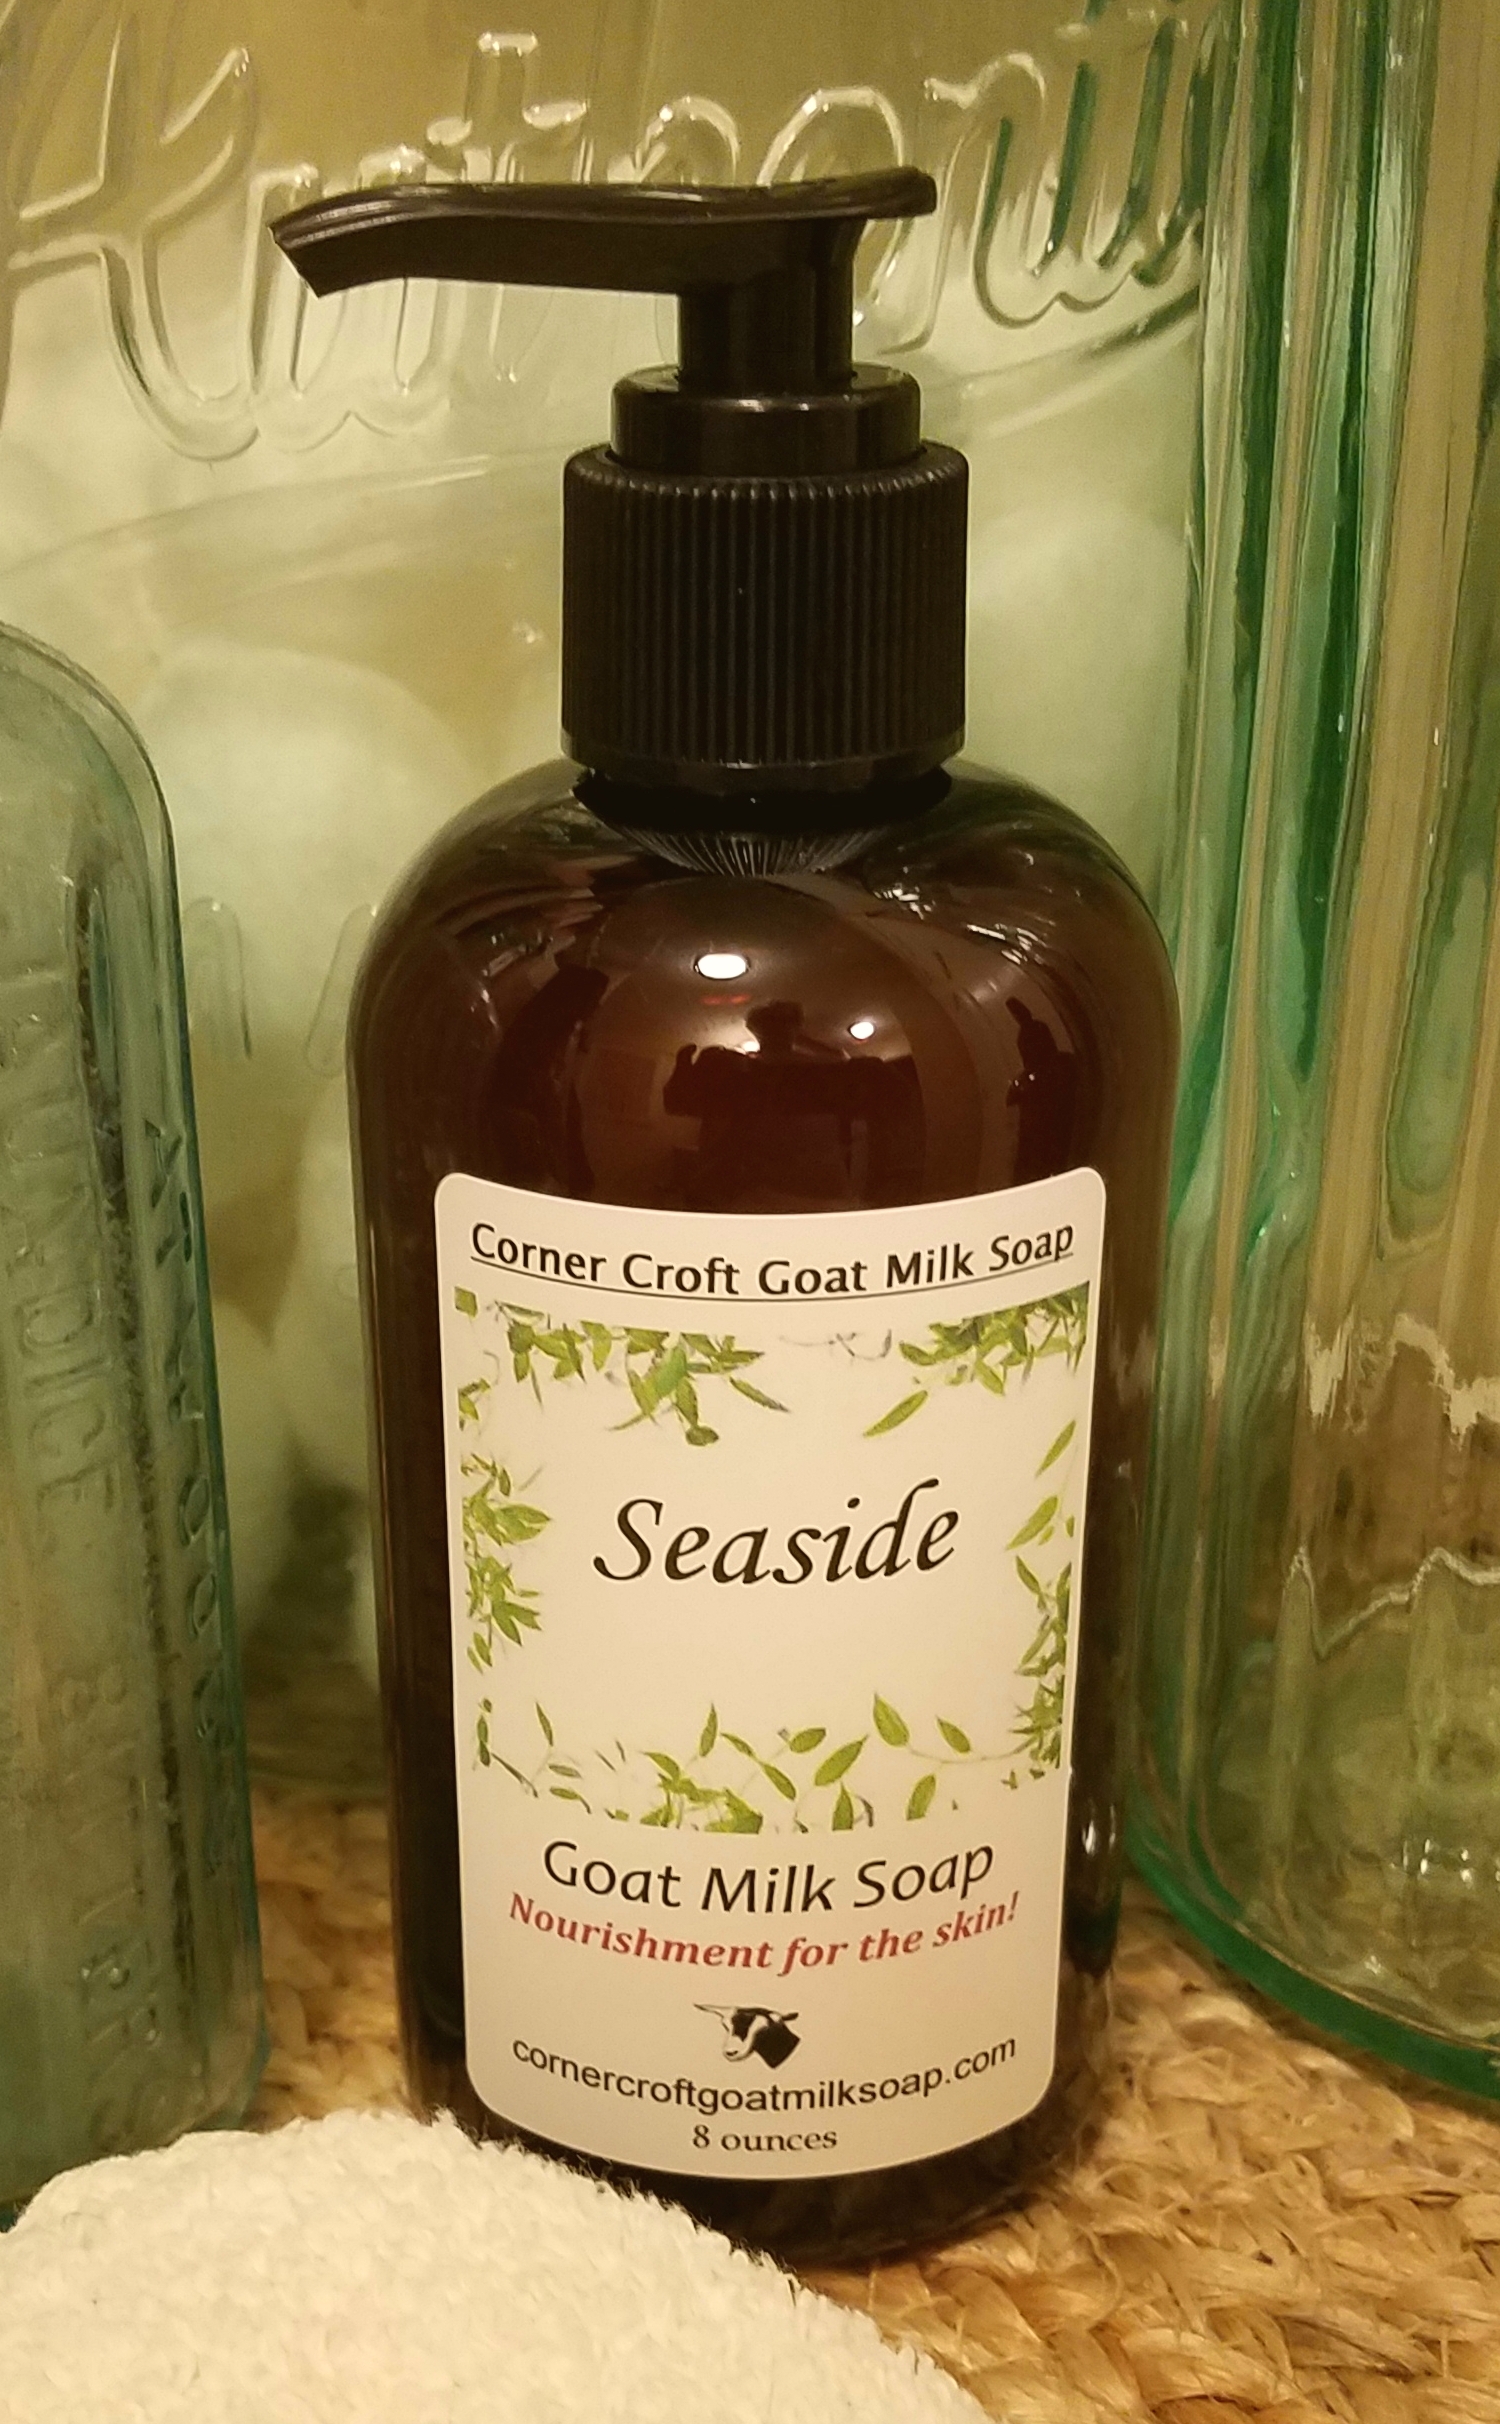 Corner Croft Goat Milk Soap
Seaside
Goat Milk Soap
Nourishment for the skin!
cornercroftgoatmilksoap.com
8 ounces